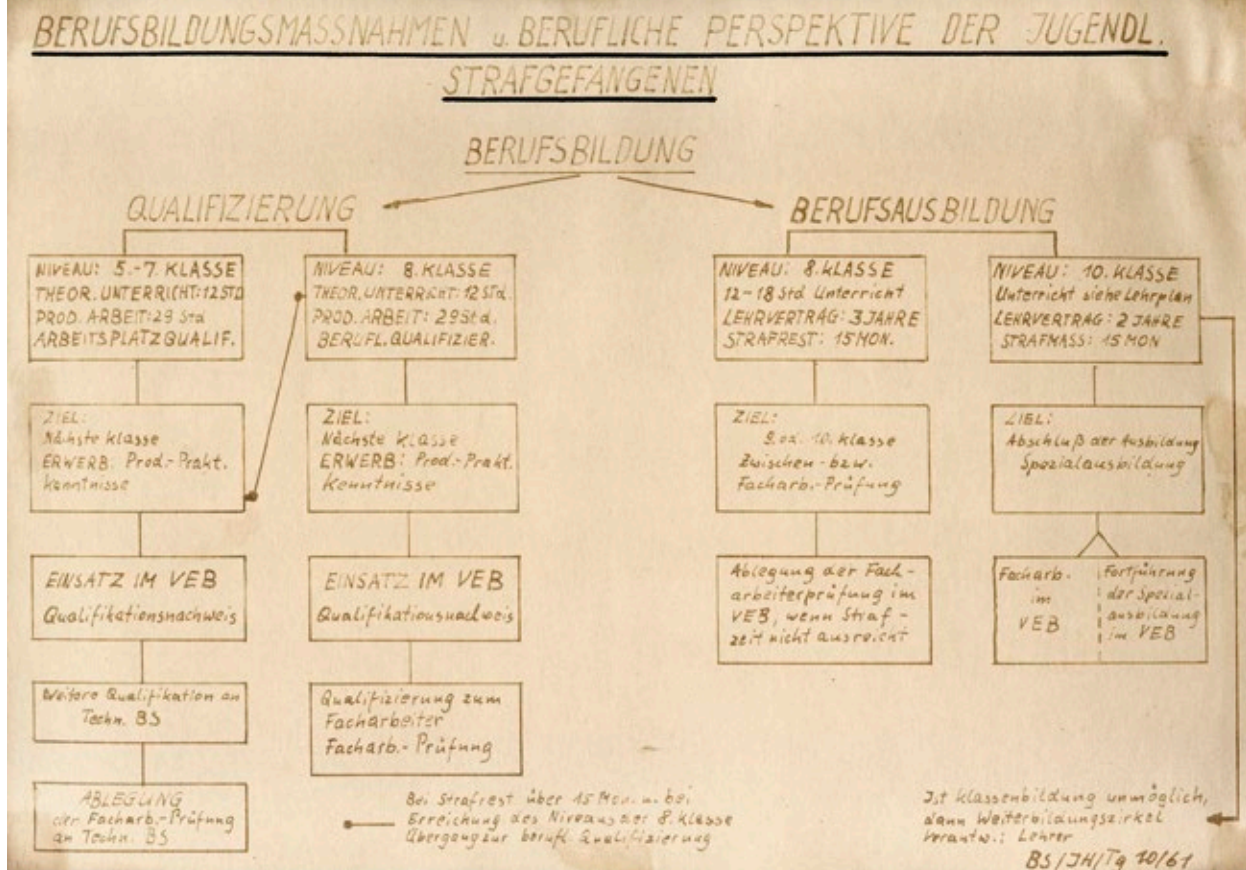 BERUFSBILDUNGSMASSNAHMEN u. BERUFLICHE PERSPEKTIVE DER JUGENDL.
STRAFGEFANGENEN
BERUFSBILDUNG
QUALIFIZIERUNG
NIVEAU: 5.-7. KLASSE
THEOR. UNTERRICHT: 12 STD
PROD. ARBEIT: 29 Std
ARBEITSPLATZQUALIF.
ZIEL:
Nächste Klasse
ERWERB: Prod.-Prakt.
Kenntnisse
EINSATZ IM VEB
Qualifikationsnachweis
Weitere Qualifikation an
Techn. BS
ABLEGUNG
der Facharb.-Prüfung
an Techn. BS
NIVEAU: 8. KLASSE
THEOR. UNTERRICHT: 12 Std.
PROD. ARBEIT: 29 Std.
BERUFL. QUALIFIZIER.
ZIEL:
Nächste Klasse
ERWERB: Prod.-Prakt.
Kenntnisse
EINSATZ IM VEB
Qualifikationsnachweis
Qualifizierung zum
Facharbeiter
Facharb.-Prüfung
BERUFSAUSBILDUNG
NIVEAU: 8. KLASSE
12-18 Std Unterricht
LEHRVERTRAG: 3 JAHRE
STRAFREST: 15 MON.
ZIEL:
9. od. 10. Klasse
Zwischen- bzw.
Facharb.-Prüfung
Ablegung der Fach-
arbeiterprüfung im
VEB, wenn Straf-
zeit nicht ausreicht
NIVEAU: 10. KLASSE
Unterricht siehe Lehrplan
LEHRVERTRAG: 2 JAHRE
STRAFMASS: 15 MON
ZIEL:
Abschluß der Ausbildung
Spezialausbildung
Facharb.
im
VEB
Fortführung
der Spezial-
ausbildung
im VEB
Bei Strafrest über 15 Mon. u. bei
Erreichung des Niveaus der 8. Klasse
Übergang zur berufl. Qualifizierung
Ist Klassenbildung unmöglich,
dann Weiterbildungszirkel
Verantw.: Lehrer
BS/JH/Tg 10/61